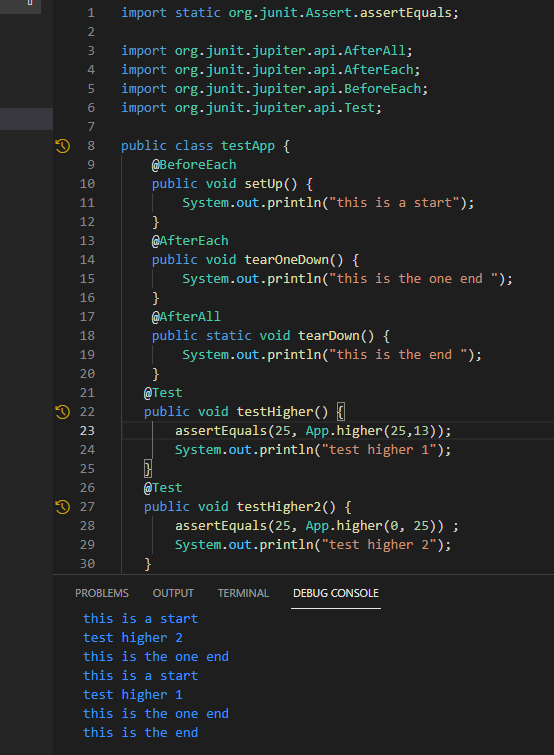 1 import static org.junit.Assert.assertEquals;
2
3 import org.junit.jupiter.api.AfterAll;
4 import org.junit.jupiter.api.AfterEach;
5 import org.junit.jupiter.api.BeforeEach;
6 import org.junit.jupiter.api.Test;
7
8 public class testApp {
9 @BeforeEach
10 public void setUp() {
11 System.out.println("this is a start");
12 }
13 @AfterEach
14 public void tearOneDown() {
15 System.out.println("this is the one end ");
16 }
17 @AfterAll
18 public static void tearDown() {
19 System.out.println("this is the end ");
20 }
21 @Test
22 public void testHigher() {
23 assertEquals(25, App.higher(25,13));
24 System.out.println("test higher 1");
25 }
26 @Test
27 public void testHigher2() {
28 assertEquals(25, App.higher(0, 25)) ;
29 System.out.println("test higher 2");
30 }
PROBLEMS OUTPUT TERMINAL DEBUG CONSOLE
this is a start
test higher 2
this is the one end
this is a start
test higher 1
this is the one end
this is the end